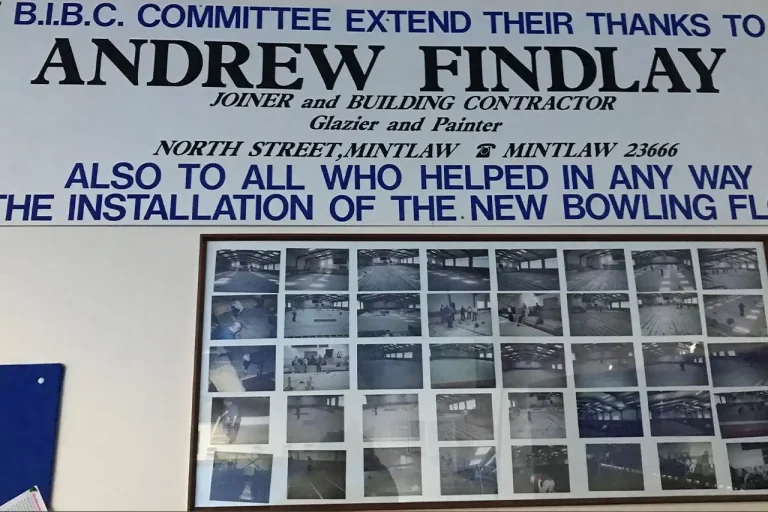 B.I.B.C. COMMITTEE EXTEND THEIR THANKS TO
ANDREW FINDLAY
JOINER and BUILDING CONTRACTOR
Glazier and Painter
NORTH STREET, MINTLAW ☎ MINTLAW 23666
ALSO TO ALL WHO HELPED IN ANY WAY
THE INSTALLATION OF THE NEW BOWLING